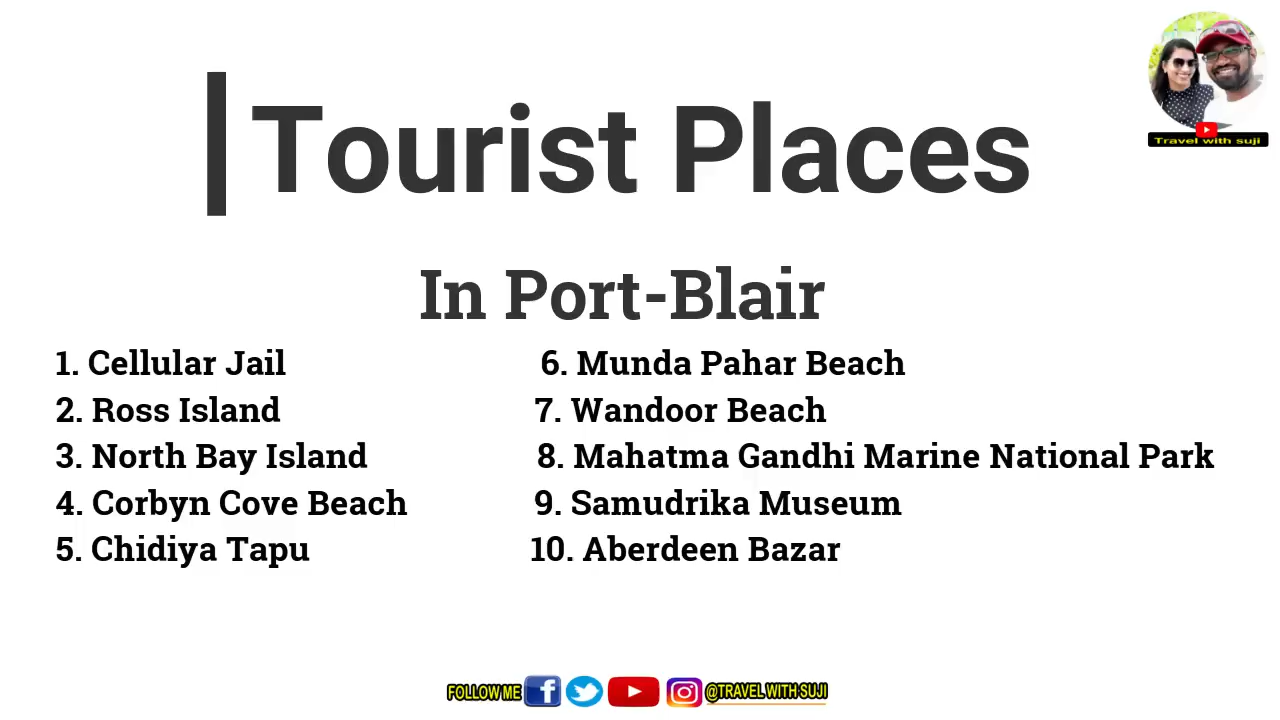 Tourist Places
Travel with suji
In Port-Blair
1. Cellular Jail
2. Ross Island
3. North Bay Island
4. Corbyn Cove Beach
5. Chidiya Tapu
6. Munda Pahar Beach
7. Wandoor Beach
8. Mahatma Gandhi Marine National Park
9. Samudrika Museum
10. Aberdeen Bazar
FOLLOW ME @TRAVEL WITH SUJI